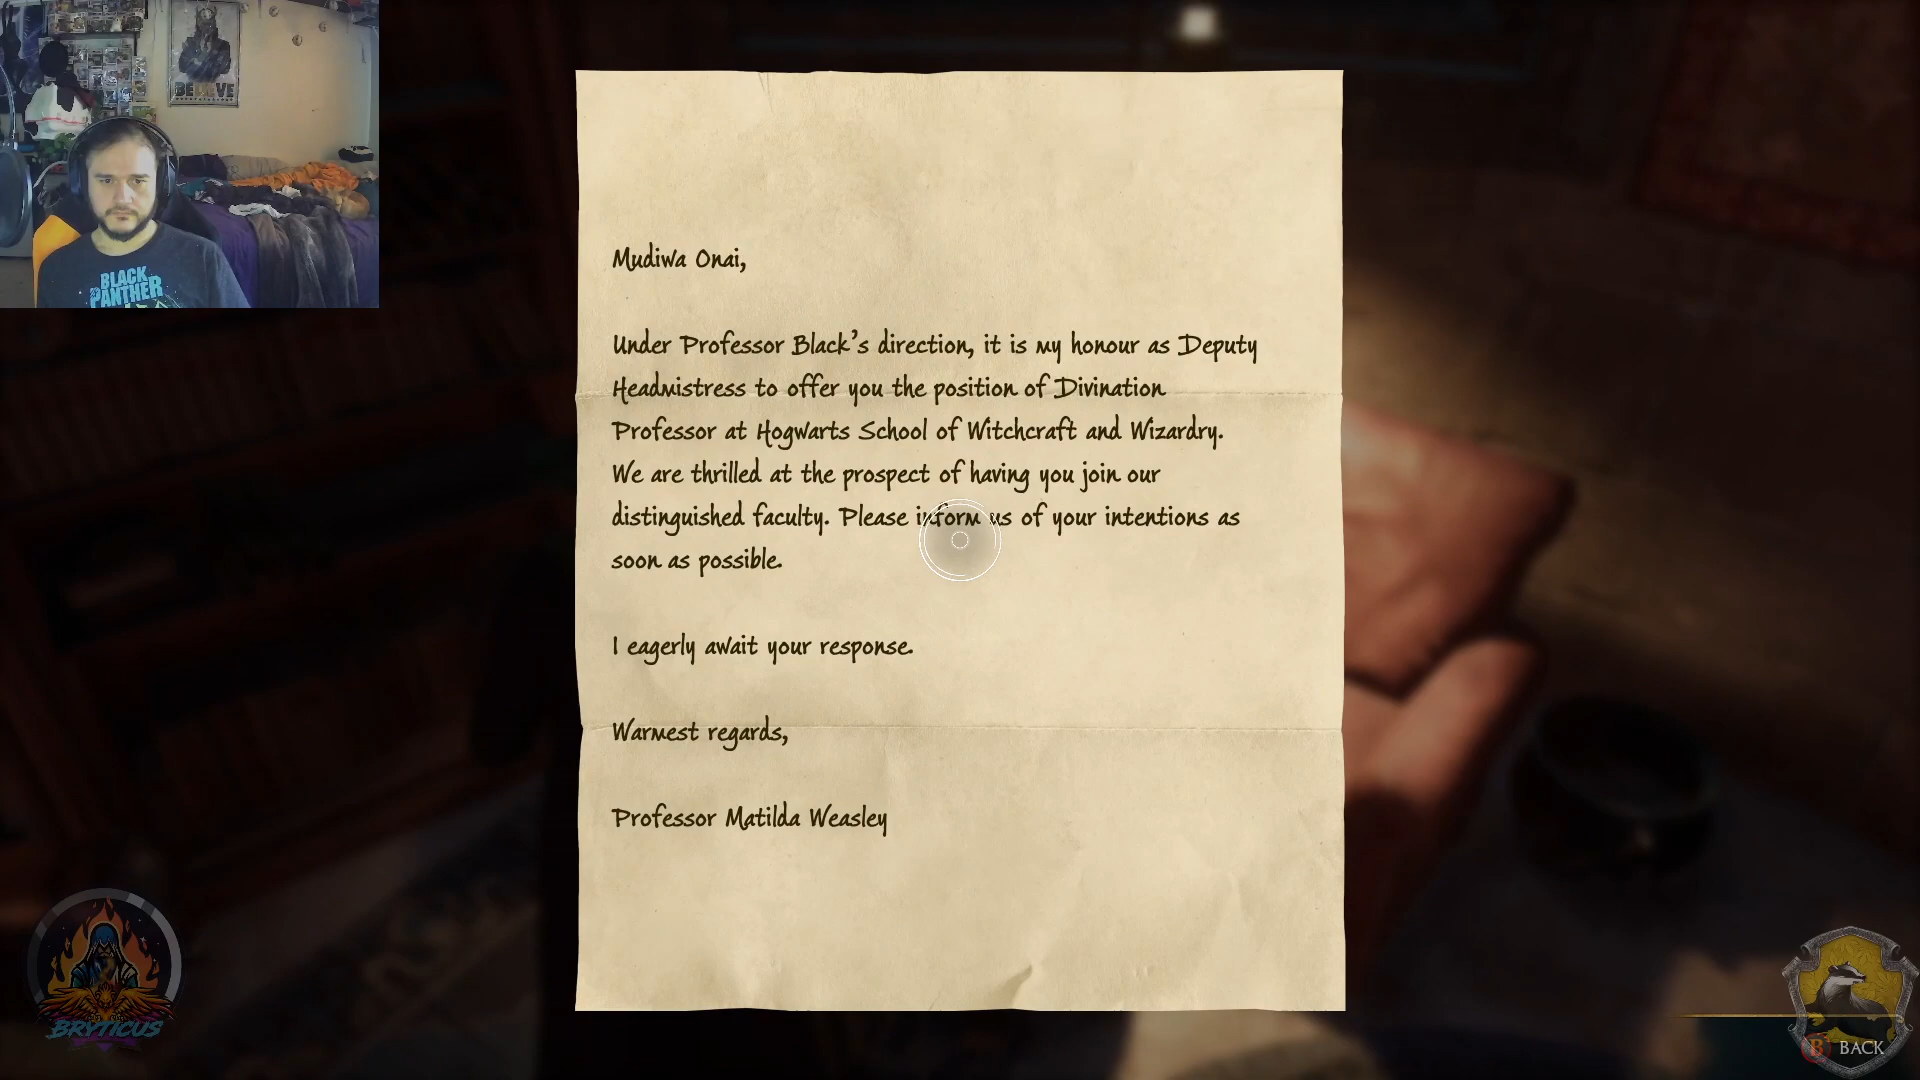 BELIEVE
BLACK
PANTHER
Mudiwa Onai,
Under Professor Black's direction, it is my honour as Deputy
Headmistress to offer you the position of Divination
Professor at Hogwarts School of Witchcraft and Wizardry.
We are thrilled at the prospect of having you join our
distinguished faculty. Please inform us of your intentions as
soon as possible.
I eagerly await your response.
Warmest regards,
Professor Matilda Weasley
BRYTICUS
B BACK